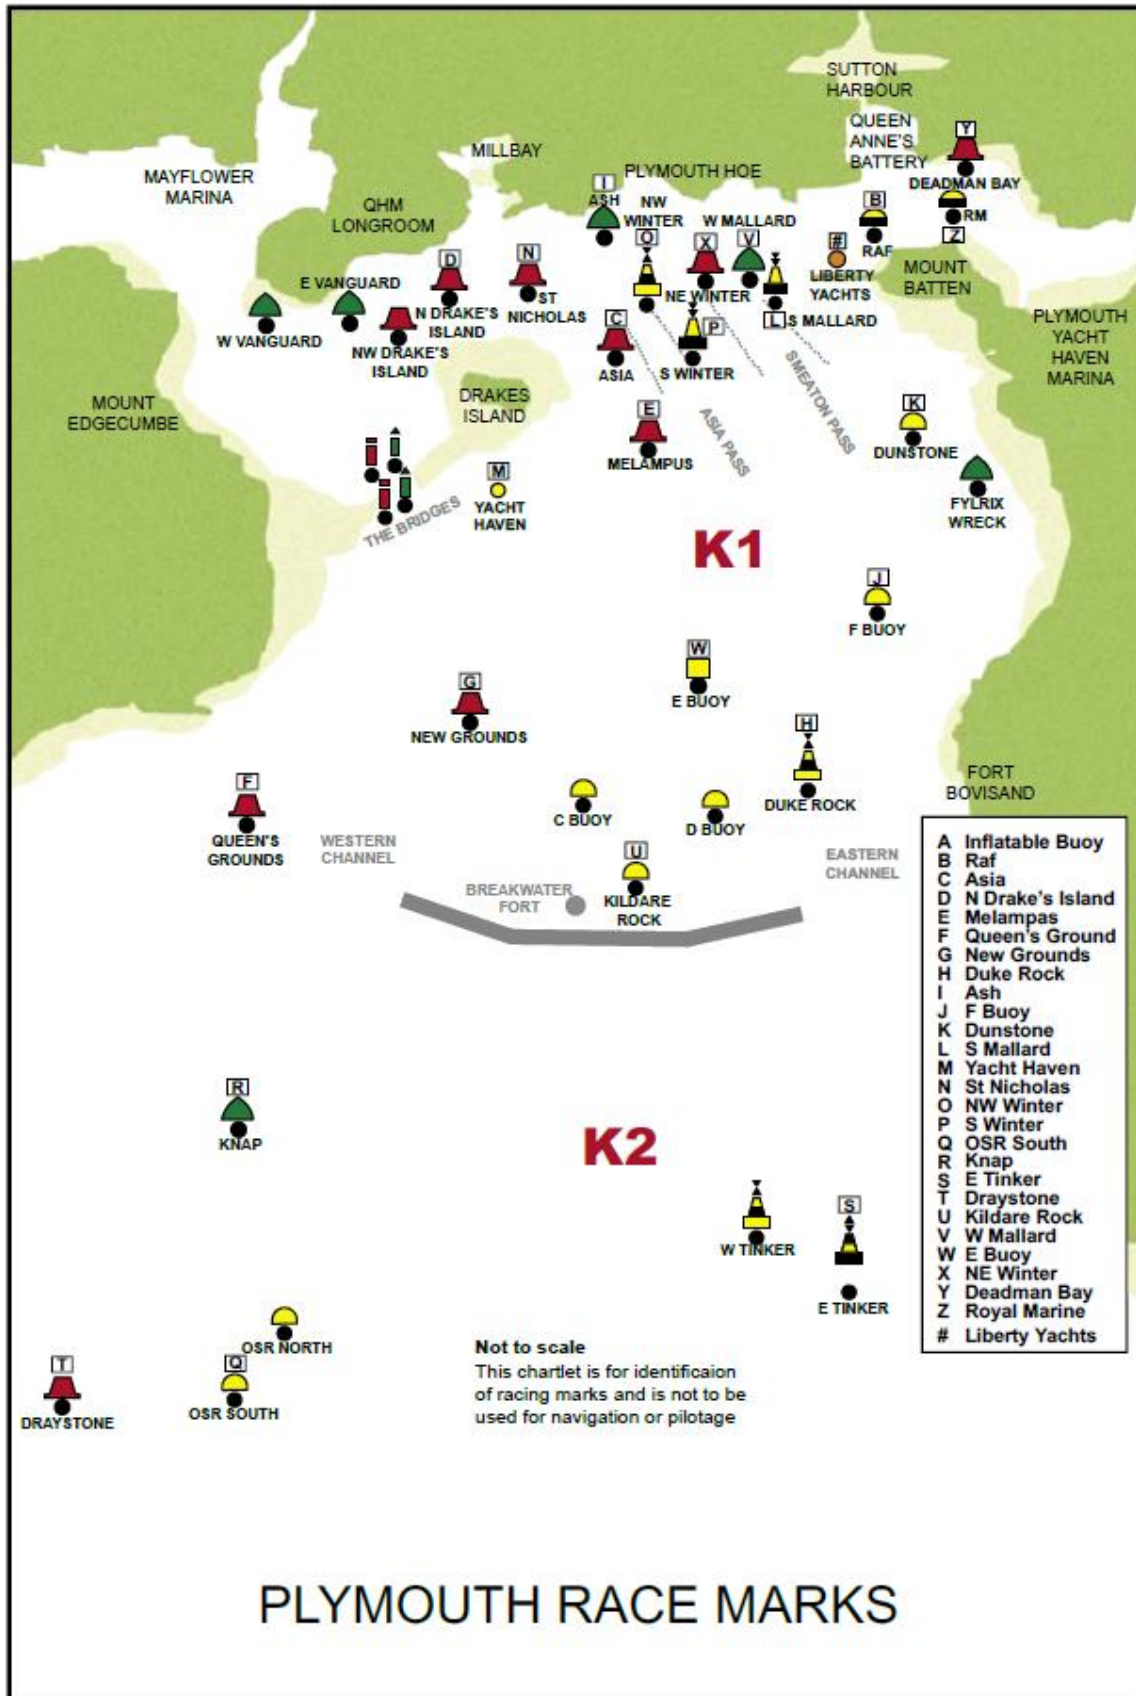 SUTTON
HARBOUR
QUEEN
ANNE'S
BATTERY
Y
DEADMAN BAY
MILLBAY
MAYFLOWER
MARINA
PLYMOUTH HOE
QHM
LONGROOM
I
ASH
NW
WINTER
O
W MALLARD
V
X
NE WINTER
B
RAF
RM
Z
#
LIBERTY
YACHTS
MOUNT
BATTEN
L
S MALLARD
E VANGUARD
W VANGUARD
D
N DRAKE'S
ISLAND
N
ST
NICHOLAS
NW DRAKE'S
ISLAND
C
ASIA
P
S WINTER
PLYMOUTH
YACHT
HAVEN
MARINA
MOUNT
EDGECUMBE
DRAKES
ISLAND
E
MELAMPUS
ASIA PASS
SMEATON PASS
K
DUNSTONE
FYLRIX
WRECK
M
YACHT
HAVEN
THE BRIDGES
K1
J
F BUOY
W
E BUOY
G
NEW GROUNDS
H
DUKE ROCK
F
QUEEN'S
GROUNDS
C BUOY
D BUOY
FORT
BOVISAND
WESTERN
CHANNEL
U
KILDARE
ROCK
EASTERN
CHANNEL
BREAKWATER
FORT
A Inflatable Buoy
B Raf
C Asia
D N Drake's Island
E Melampas
F Queen's Ground
G New Grounds
H Duke Rock
I Ash
J F Buoy
K Dunstone
L S Mallard
M Yacht Haven
N St Nicholas
O NW Winter
P S Winter
Q OSR South
R Knap
S E Tinker
T Draystone
U Kildare Rock
V W Mallard
W E Buoy
X NE Winter
Y Deadman Bay
Z Royal Marine
# Liberty Yachts
R
KNAP
K2
W TINKER
S
E TINKER
OSR NORTH
Q
OSR SOUTH
T
DRAYSTONE
Not to scale
This chartlet is for identificaion
of racing marks and is not to be
used for navigation or pilotage
PLYMOUTH RACE MARKS